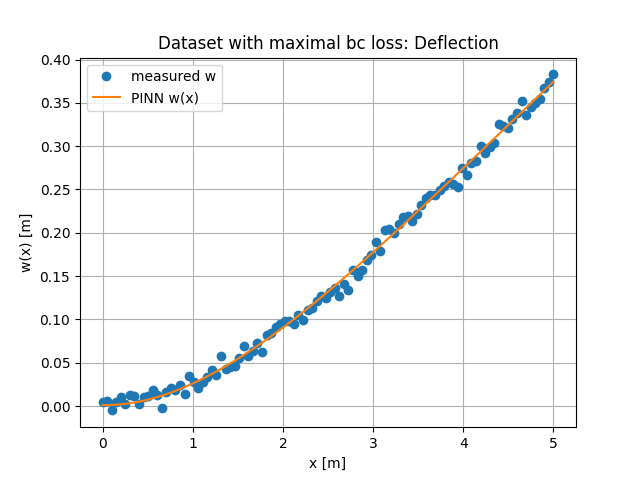 Dataset with maximal bc loss: Deflection
measured w
PINN w(x)
w(x) [m]
0.40
0.35
0.30
0.25
0.20
0.15
0.10
0.05
0.00
0 1 2 3 4 5
x [m]